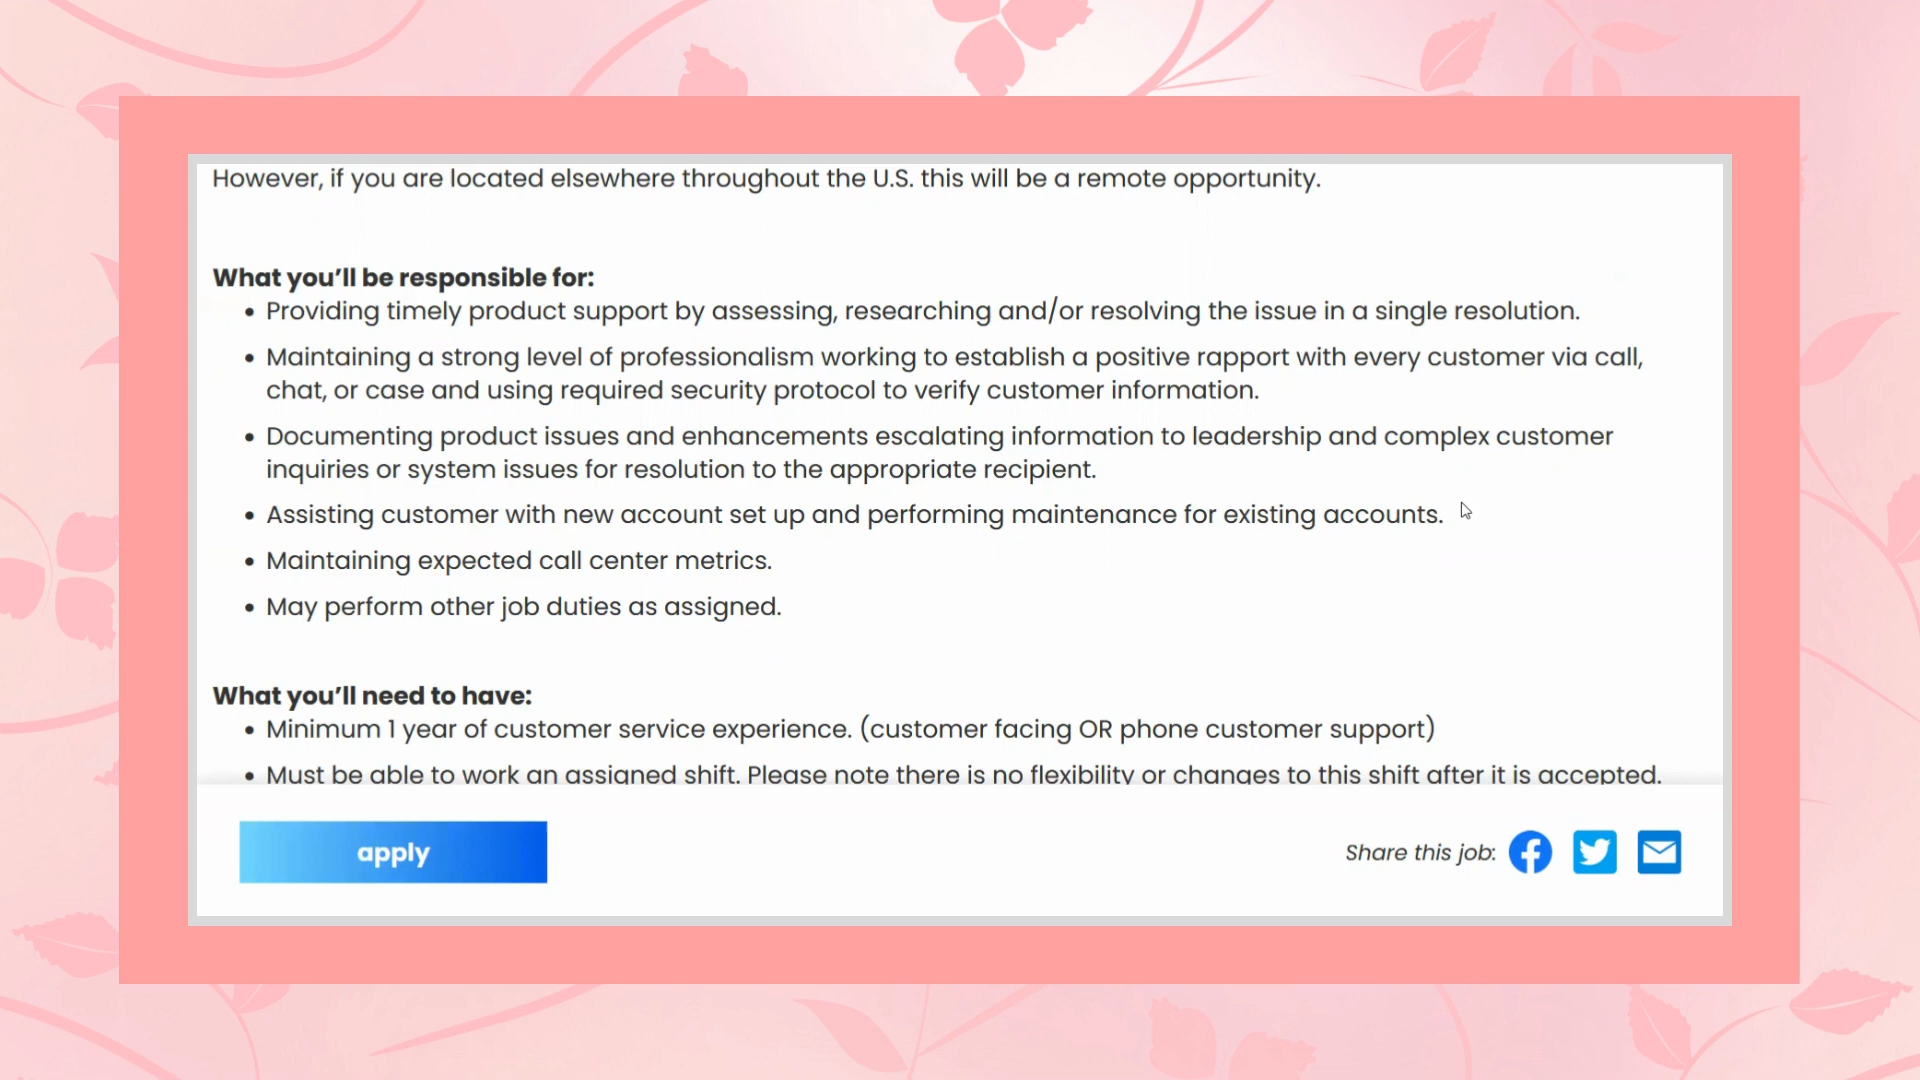 However, if you are located elsewhere throughout the U.S. this will be a remote opportunity.
What you’ll be responsible for:
• Providing timely product support by assessing, researching and/or resolving the issue in a single resolution.
• Maintaining a strong level of professionalism working to establish a positive rapport with every customer via call,
chat, or case and using required security protocol to verify customer information.
• Documenting product issues and enhancements escalating information to leadership and complex customer
inquiries or system issues for resolution to the appropriate recipient.
• Assisting customer with new account set up and performing maintenance for existing accounts.
• Maintaining expected call center metrics.
• May perform other job duties as assigned.
What you’ll need to have:
• Minimum 1 year of customer service experience. (customer facing OR phone customer support)
• Must be able to work an assigned shift. Please note there is no flexibility or changes to this shift after it is accepted.
apply
Share this job: